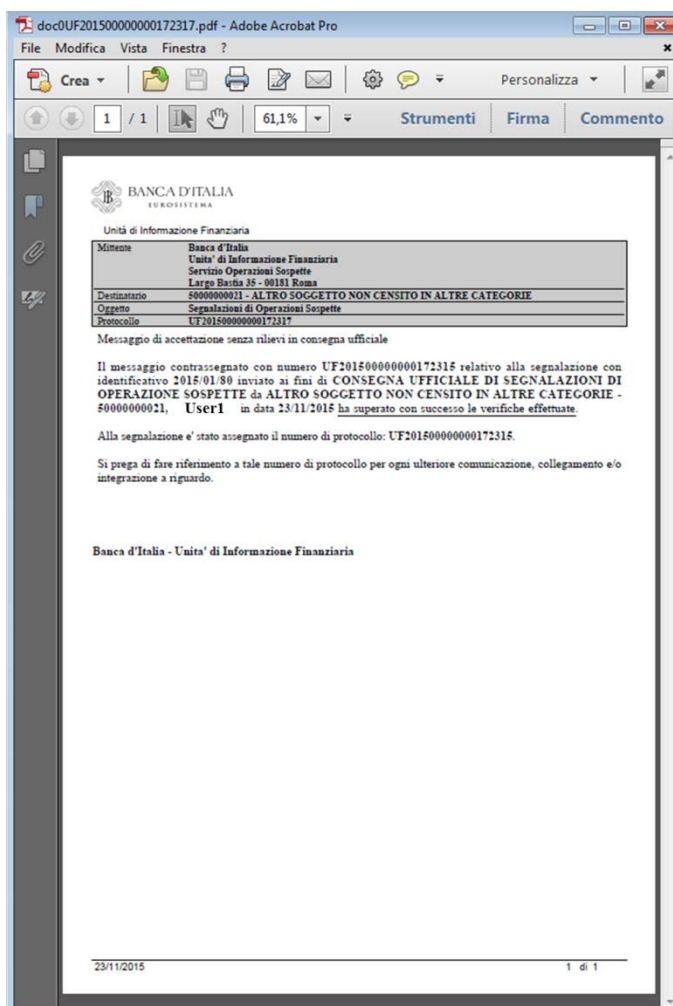 doc0UF201500000000172317.pdf - Adobe Acrobat Pro
File Modifica Vista Finestra ?
Crea Personalizza
1 / 1 61,1% Strumenti Firma Commento
BANCA D'ITALIA
EUROSISTEMA
Unità di Informazione Finanziaria
Mittente Banca d'Italia
Unita' di Informazione Finanziaria
Servizio Operazioni Sospette
Largo Bastia 35 - 00181 Roma
Destinatario 50000000021 - ALTRO SOGGETTO NON CENSITO IN ALTRE CATEGORIE
Oggetto Segnalazioni di Operazioni Sospette
Protocollo UF201500000000172317
Messaggio di accettazione senza rilievi in consegna ufficiale
Il messaggio contrassegnato con numero UF201500000000172315 relativo alla segnalazione con
identificativo 2015/01/80 inviato ai fini di CONSEGNA UFFICIALE DI SEGNALAZIONI DI
OPERAZIONE SOSPETTE da ALTRO SOGGETTO NON CENSITO IN ALTRE CATEGORIE -
50000000021, User1 in data 23/11/2015 ha superato con successo le verifiche effettuate.
Alla segnalazione e' stato assegnato il numero di protocollo: UF201500000000172315.
Si prega di fare riferimento a tale numero di protocollo per ogni ulteriore comunicazione, collegamento e/o
integrazione a riguardo.
Banca d'Italia - Unita' di Informazione Finanziaria
23/11/2015 1 di 1